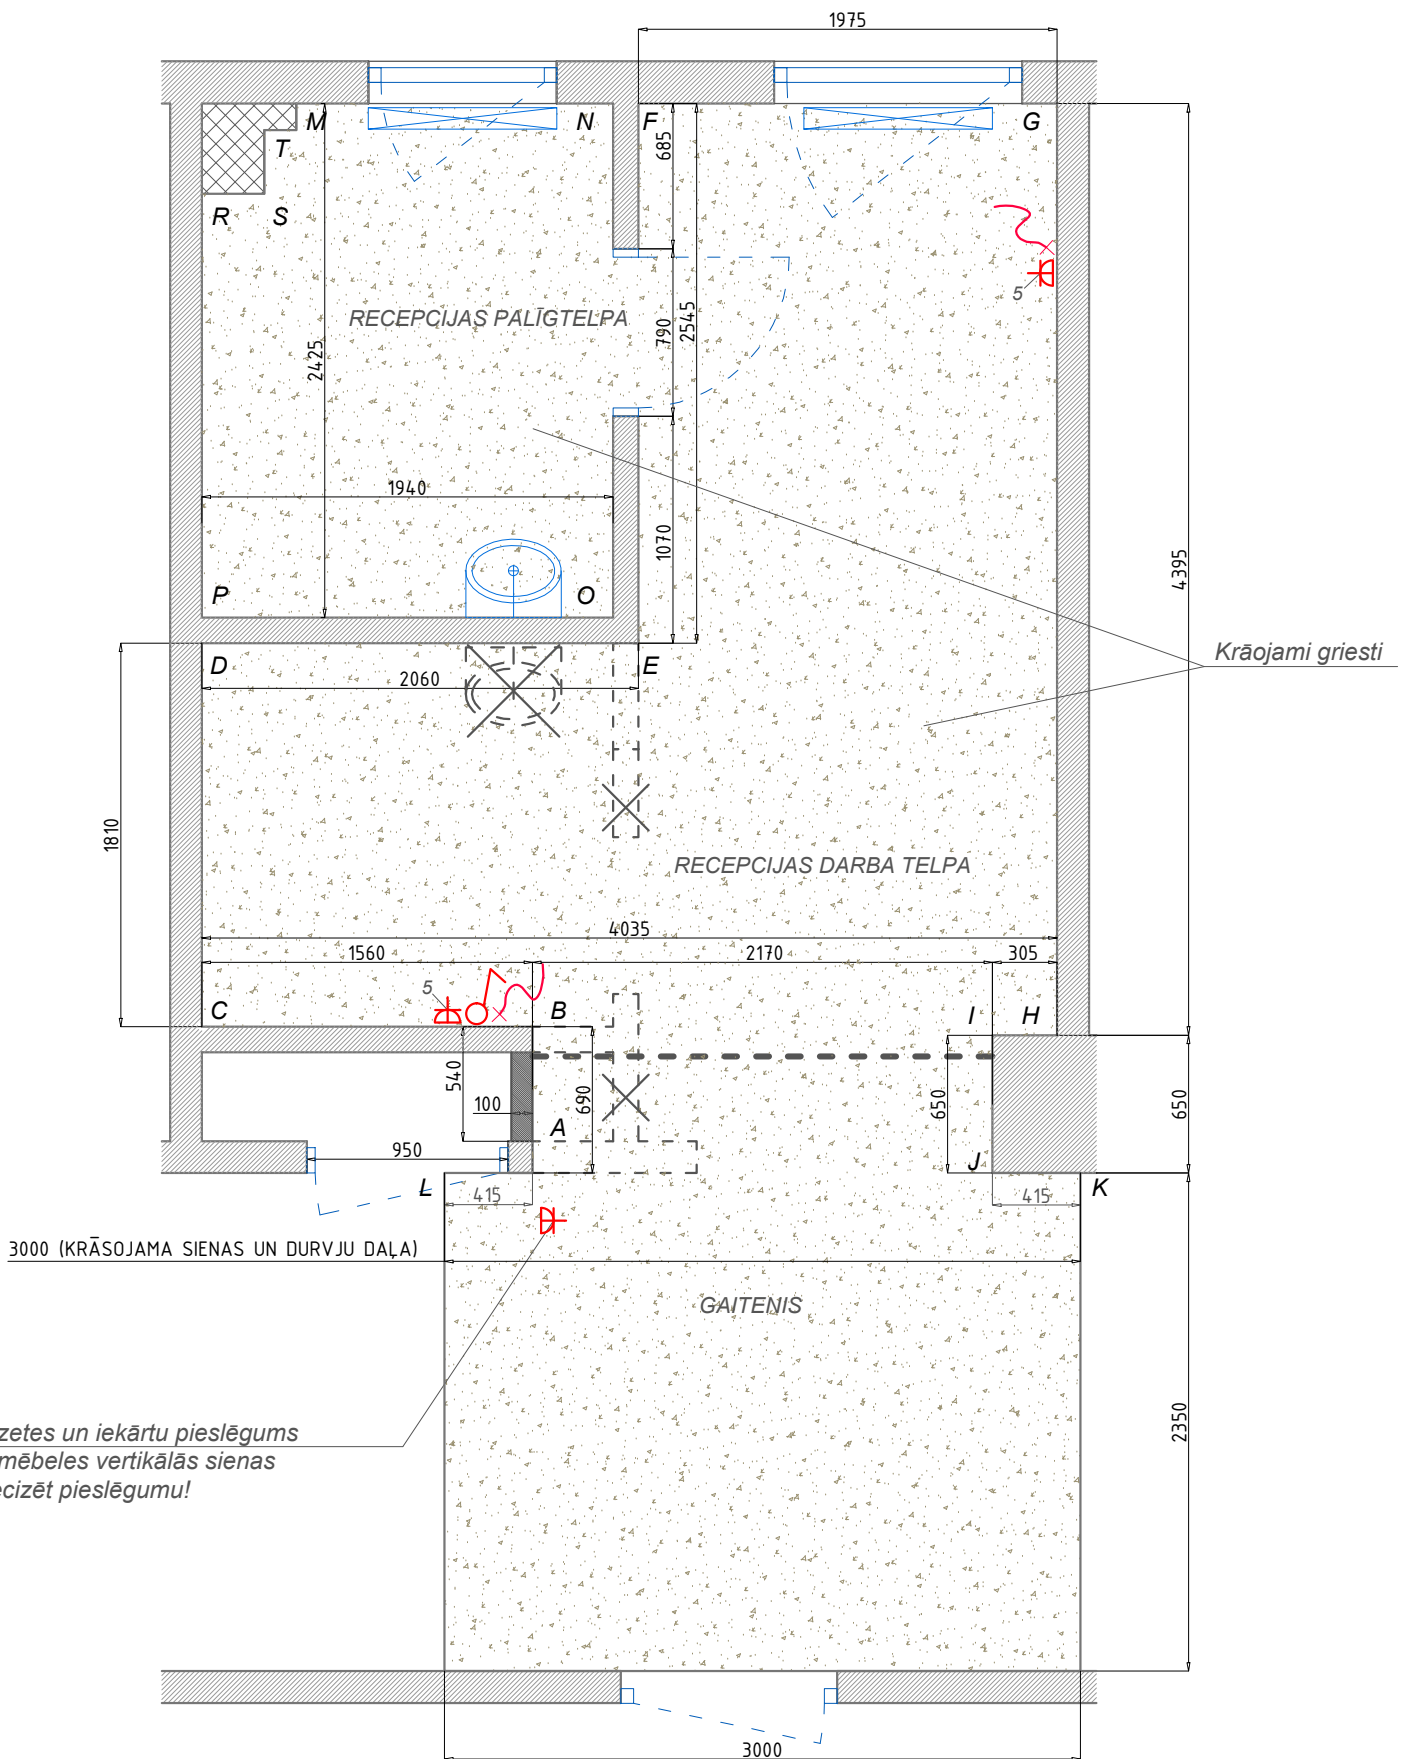 1975
M
N
F
G
T
685
R
S
5
RECEPCIJAS PALĪGTELPA
790
2545
2425
1940
1070
4395
P
O
D
E
2060
Krāojami griesti
1810
RECEPCIJAS DARBA TELPA
4035
1560
2170
305
5
C
B
I
H
540
100
690
650
650
A
950
J
L
K
415
415
3000 (KRĀSOJAMA SIENAS UN DURVJU DAĻA)
GAITENIS
2350
zetes un iekārtu pieslēgums
mēbeles vertikālās sienas
ecizēt pieslēgumu!
3000